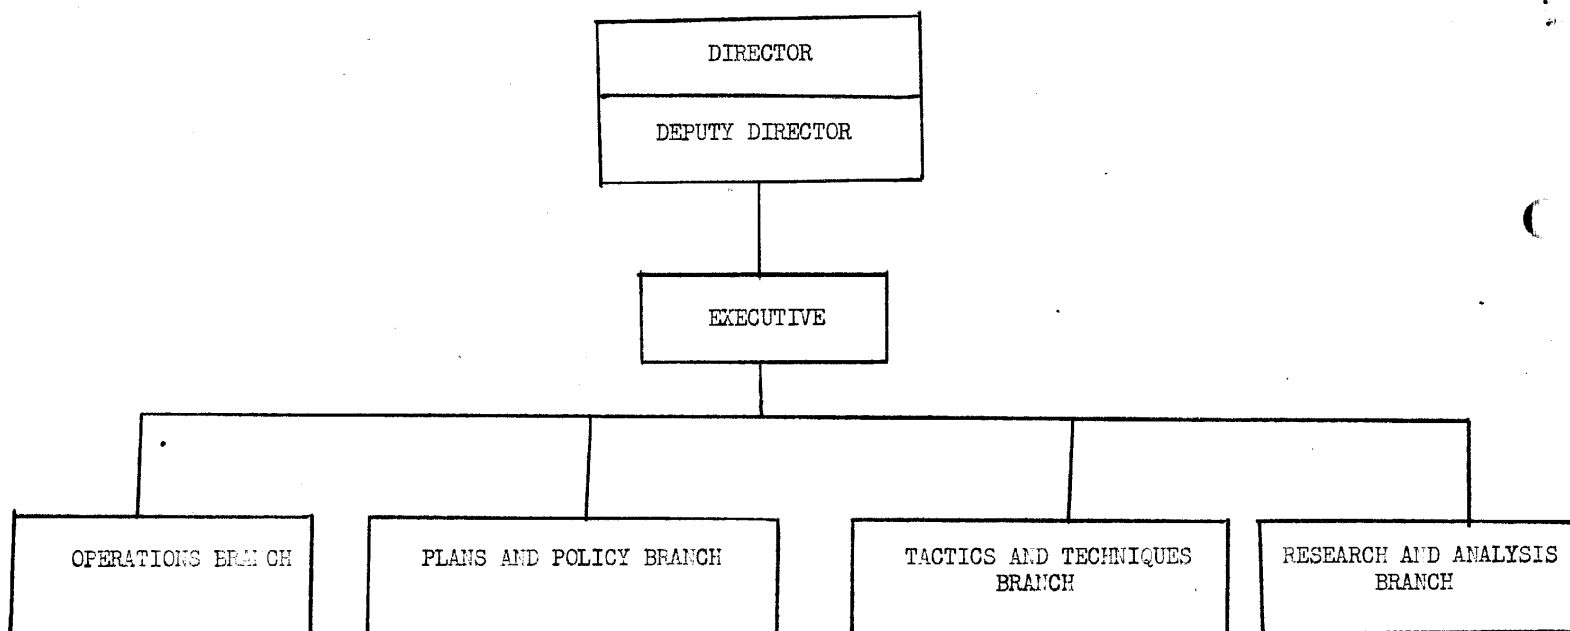 DIRECTOR
DEPUTY DIRECTOR
EXECUTIVE
OPERATIONS BRANCH
PLANS AND POLICY BRANCH
TACTICS AND TECHNIQUES
BRANCH
RESEARCH AND ANALYSIS
BRANCH